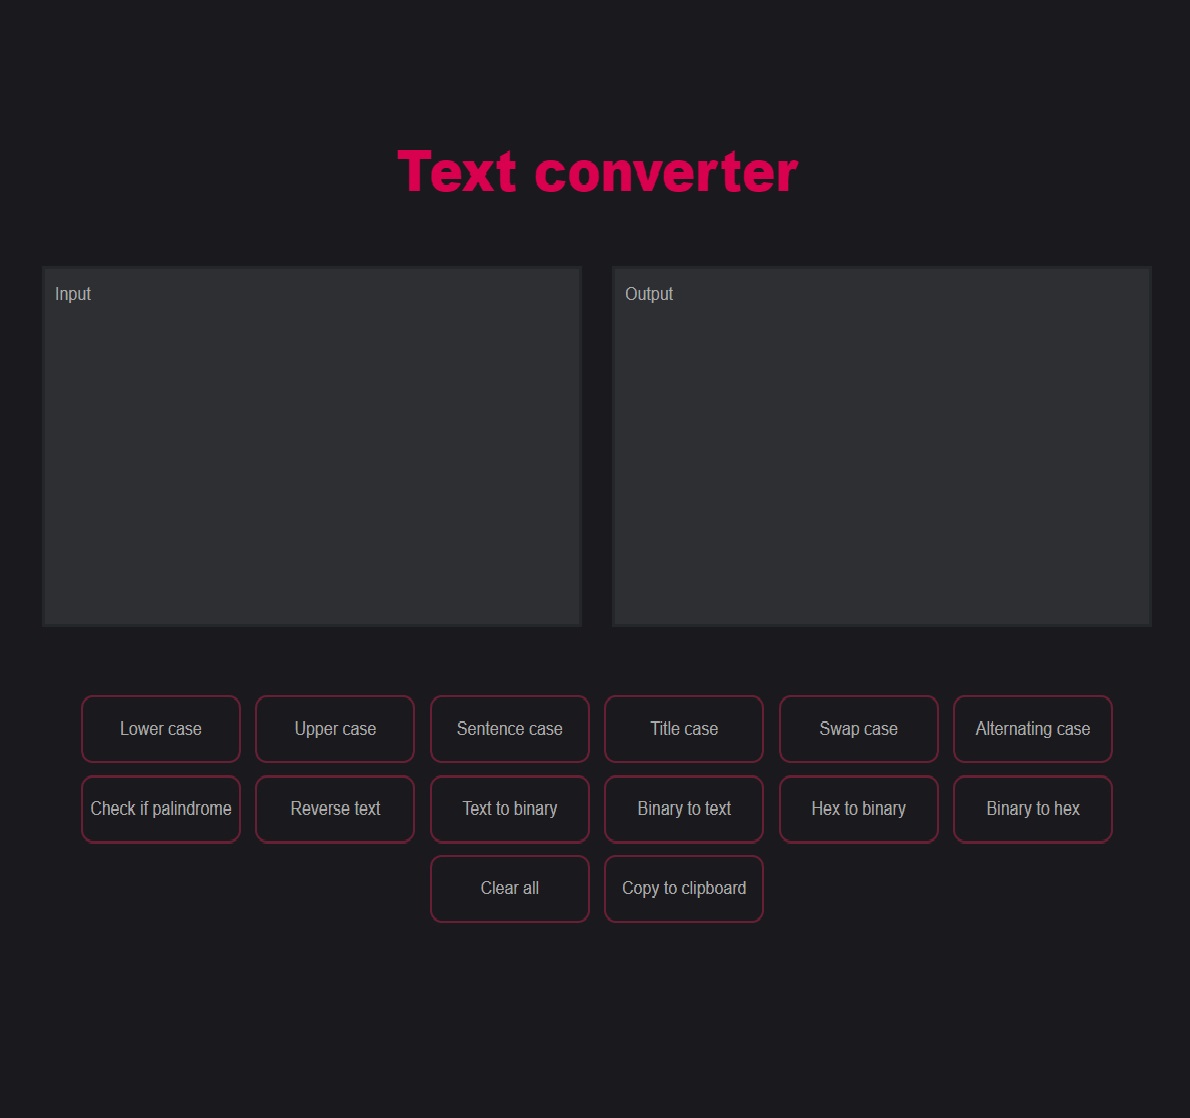 Text converter
Input
Output
Lower case
Upper case
Sentence case
Title case
Swap case
Alternating case
Check if palindrome
Reverse text
Text to binary
Binary to text
Hex to binary
Binary to hex
Clear all
Copy to clipboard